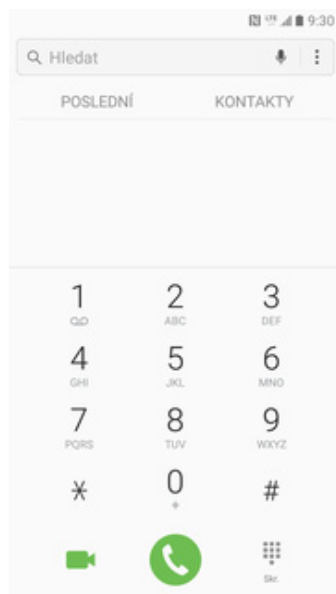 9:30
Hledat
POSLEDNÍ KONTAKTY
1 2 3
ABC DEF
4 5 6
GHI JKL MNO
7 8 9
PQRS TUV WXYZ
* 0 #
+
Skr.